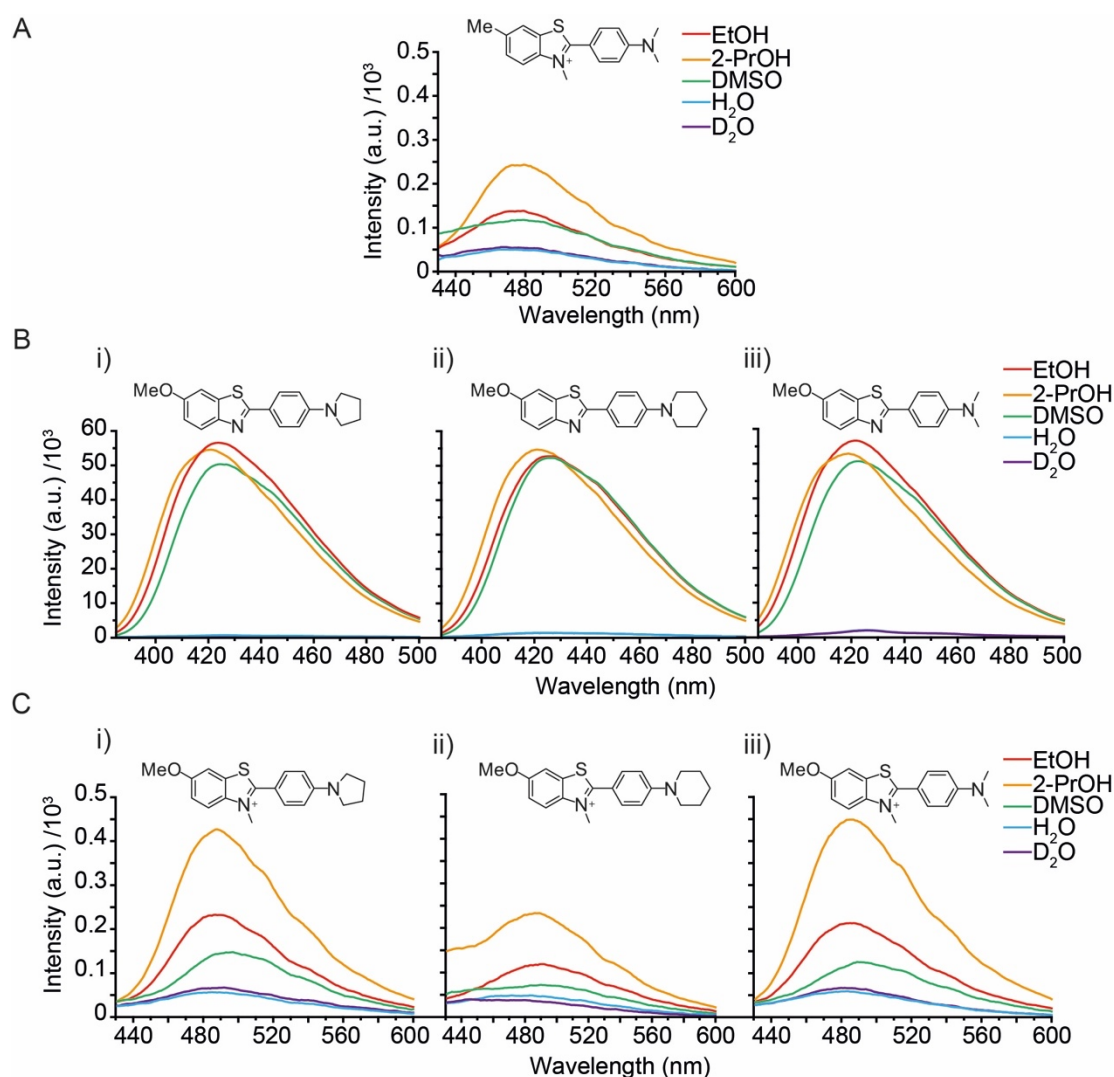 A
Me
S
N
+
N
EtOH
2-PrOH
DMSO
H₂O
D₂O
Intensity (a.u.) /10³
0.5
0.4
0.3
0.2
0.1
0
440 480 520 560 600
Wavelength (nm)
B
i)
ii)
iii)
MeO
S
N
N
MeO
S
N
N
MeO
S
N
N
EtOH
2-PrOH
DMSO
H₂O
D₂O
Intensity (a.u.) /10³
60
50
40
30
20
10
0
400 420 440 460 480 500
400 420 440 460 480 500
400 420 440 460 480 500
Wavelength (nm)
C
i)
ii)
iii)
MeO
S
N
+
N
MeO
S
N
+
N
MeO
S
N
+
N
EtOH
2-PrOH
DMSO
H₂O
D₂O
Intensity (a.u.) /10³
0.5
0.4
0.3
0.2
0.1
0
440 480 520 560 600
440 480 520 560 600
440 480 520 560 600
Wavelength (nm)